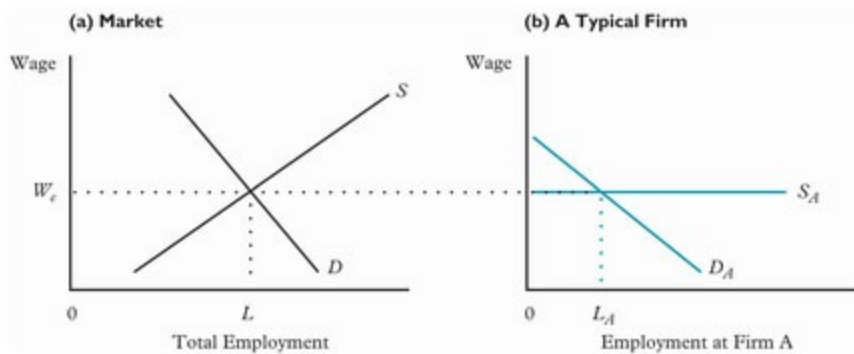 (a) Market
Wage
S
W_e
D
0
L
Total Employment
(b) A Typical Firm
Wage
S_A
D_A
0
L_A
Employment at Firm A